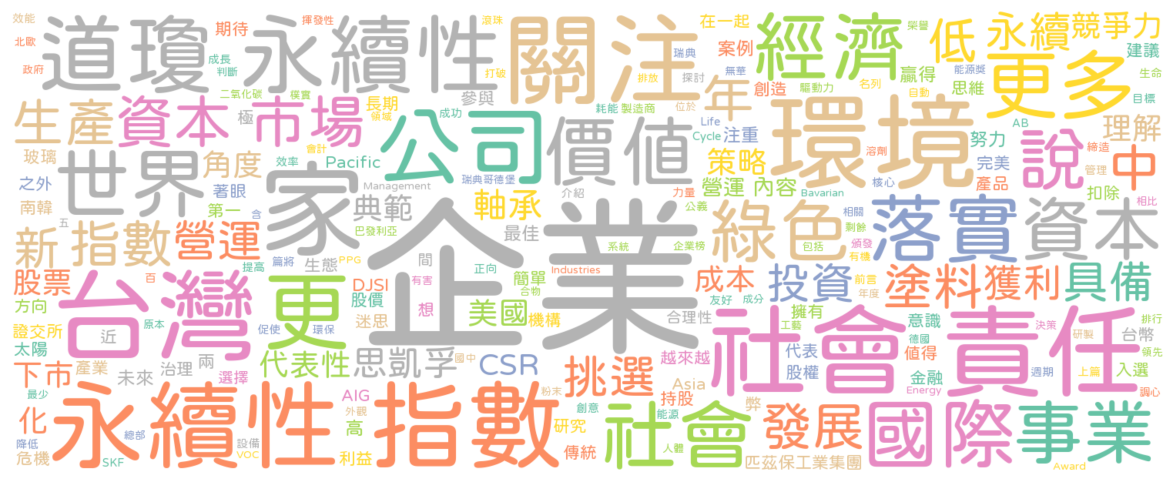 效能
北歐
政府
道瓊
永續性
揮發性
期待
成長
判斷
關注
在一起
瑞典
案例
經濟
榮譽
低
永續
競爭力
更多
建議
生命
目標
AB
理解
生產
資本
市場
二氧化碳
樸實
極
長期
領域
參與
打破
滾珠
公司
成功
耗能
製造商
排放
探討
無華
位於
年
創造
贏得
能源獎
思維
驅動力
名列
自動
環境
努力
說
中
締造
管理
扣除
相比
玻璃
之外
南韓
世界
角度
著眼
第一
含
效率
會計
Pacific
家
Management
典範
巴發利亞
瑞典哥德堡
軸承
最佳
介紹
價值
Life
Cycle
注重
策略
力量
公義
營運
內容
Bavarian
溶劑
核心
完美
產品
新
指數
營運
五
企業
系統
企業榜
綠色
相關
剩餘
包括
頒發
有機
落實
資本
股票
方向
證交所
太陽
近
台灣
百
提高
篇將
生態
更
間
DJSI
股價
迷思
PPG
有害
想
正向
美國
簡單
合物
機構
Industries
合理性
成本
友好
成分
投資
擁有
前言
年度
塗料
獲利
具備
原本
促使
環保
下市
產業
最少
未來
治理
兩
選擇
代表性
思凱孚
國中
CSR
挑選
越來越
Asia
持股
社會
責任
工藝
代表
股權
德國
意識
值得
金融
決策
週期
研製
上篇
台幣
入選
排行
領先
調心
化
危機
降低
SKF
永續性
指數
總部
設備
VOC
AIG
外觀
高
利益
粉末
創意
研究
傳統
能源
社會
人體
弊
發展
匹茲保工業集團
國際
Energy
事業
Award